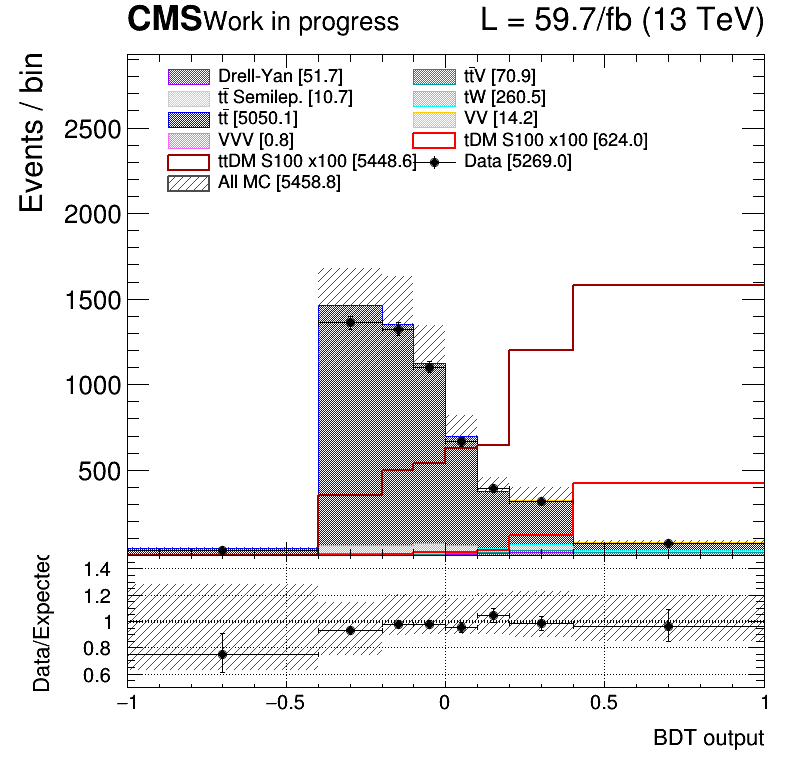 CMS Work in progress L = 59.7/fb (13 TeV)
Events / bin
Drell-Yan [51.7]
tt̄V [70.9]
tt̄ Semilep. [10.7]
tW [260.5]
tt̄ [5050.1]
VV [14.2]
VVV [0.8]
tDM S100 x100 [624.0]
ttDM S100 x100 [5448.6]
Data [5269.0]
All MC [5458.8]
2500
2000
1500
1000
500
Data/Expected
1.4
1.2
1
0.8
0.6
−1 −0.5 0 0.5 1
BDT output